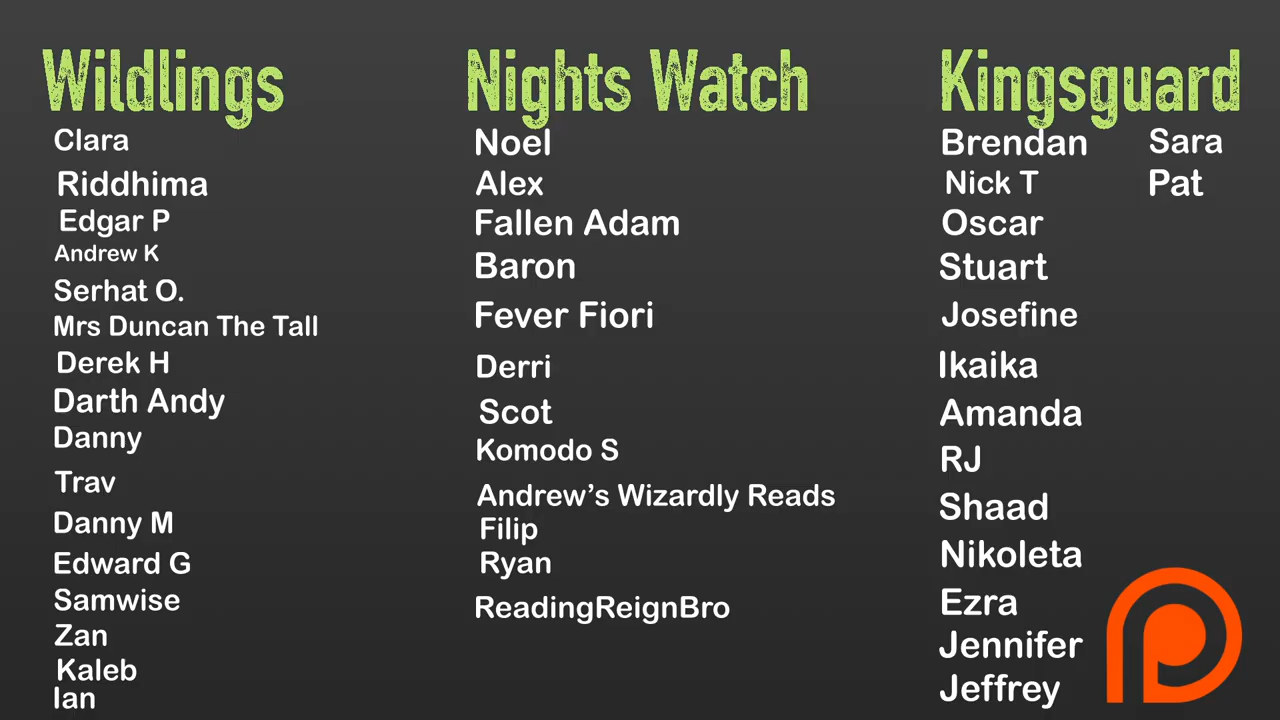 Wildlings
Clara
Riddhima
Edgar P
Andrew K
Serhat O.
Mrs Duncan The Tall
Derek H
Darth Andy
Danny
Trav
Danny M
Edward G
Samwise
Zan
Kaleb
Ian
Nights Watch
Noel
Alex
Fallen Adam
Baron
Fever Fiori
Derri
Scot
Komodo S
Andrew’s Wizardly Reads
Filip
Ryan
ReadingReignBro
Kingsguard
Brendan
Nick T
Oscar
Stuart
Josefine
Ikaika
Amanda
RJ
Shaad
Nikoleta
Ezra
Jennifer
Jeffrey
Sara
Pat